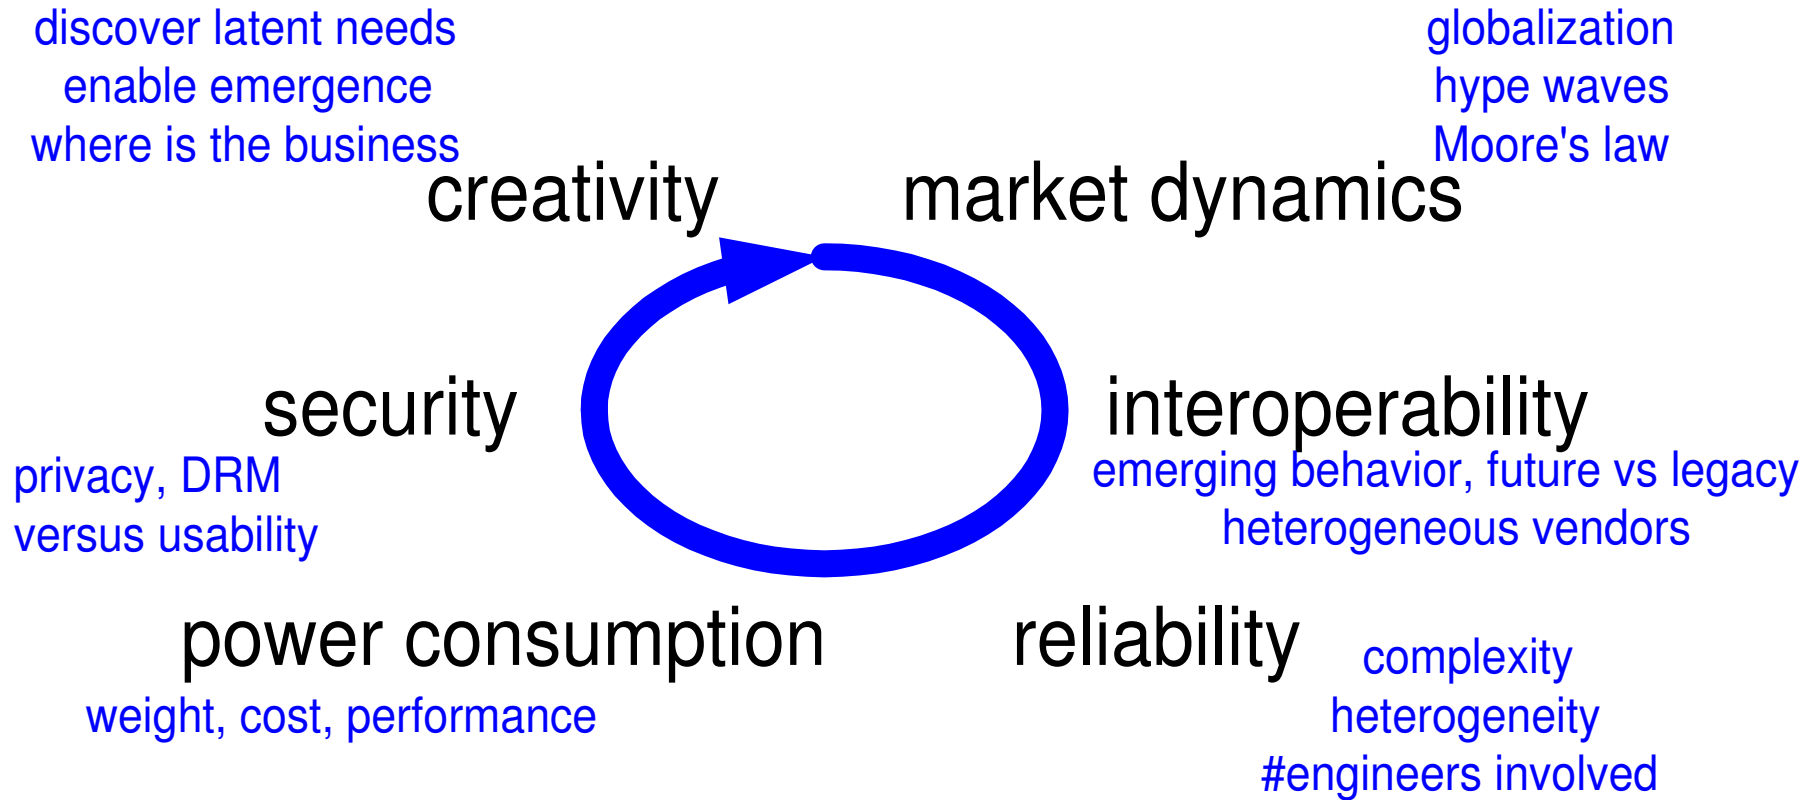 discover latent needs
enable emergence
where is the business
creativity
globalization
hype waves
Moore's law
market dynamics
security
privacy, DRM
versus usability
interoperability
emerging behavior, future vs legacy
heterogeneous vendors
power consumption
weight, cost, performance
reliability
complexity
heterogeneity
#engineers involved